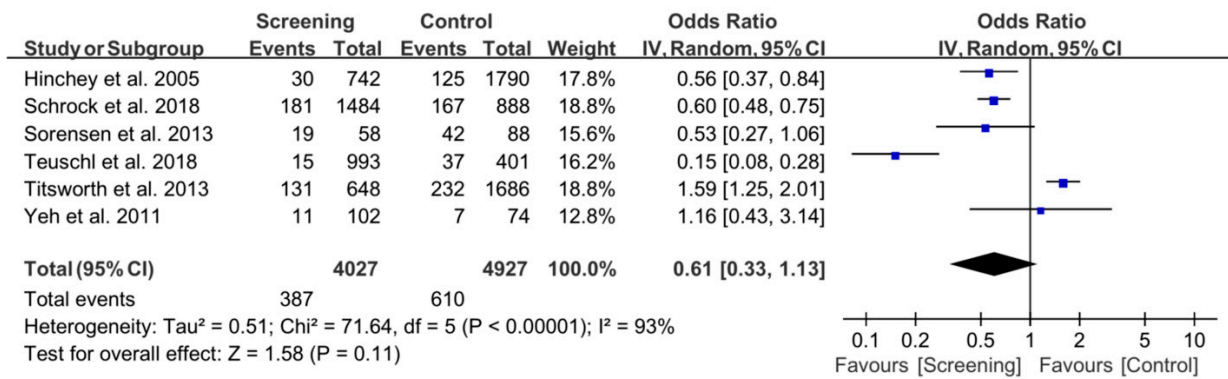 Screening Control Odds Ratio Odds Ratio
Study or Subgroup Events Total Events Total Weight IV, Random, 95% CI IV, Random, 95% CI
Hinchey et al. 2005 30 742 125 1790 17.8% 0.56 [0.37, 0.84]
Schrock et al. 2018 181 1484 167 888 18.8% 0.60 [0.48, 0.75]
Sorensen et al. 2013 19 58 42 88 15.6% 0.53 [0.27, 1.06]
Teuschl et al. 2018 15 993 37 401 16.2% 0.15 [0.08, 0.28]
Titsworth et al. 2013 131 648 232 1686 18.8% 1.59 [1.25, 2.01]
Yeh et al. 2011 11 102 7 74 12.8% 1.16 [0.43, 3.14]
Total (95% CI) 4027 4927 100.0% 0.61 [0.33, 1.13]
Total events 387 610
Heterogeneity: Tau² = 0.51; Chi² = 71.64, df = 5 (P < 0.00001); I² = 93%
Test for overall effect: Z = 1.58 (P = 0.11)
0.1 0.2 0.5 1 2 5 10
Favours [Screening] Favours [Control]